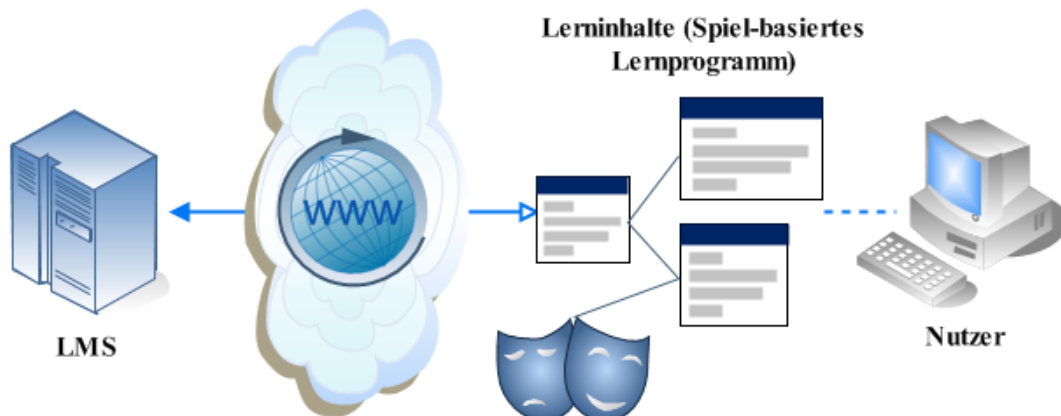 Lerninhalte (Spiel-basiertes
Lernprogramm)
WWW
LMS
Nutzer